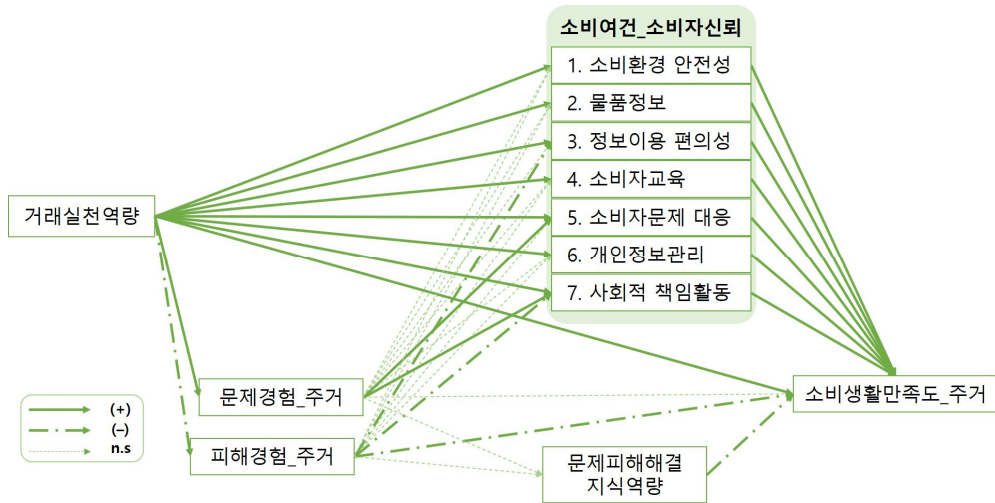 소비여건_소비자신뢰
1. 소비환경 안전성
2. 물품정보
3. 정보이용 편의성
4. 소비자교육
5. 소비자문제 대응
6. 개인정보관리
7. 사회적 책임활동
거래실천역량
문제경험_주거
피해경험_주거
소비생활만족도_주거
문제피해해결
지식역량
(+)
(−)
n.s